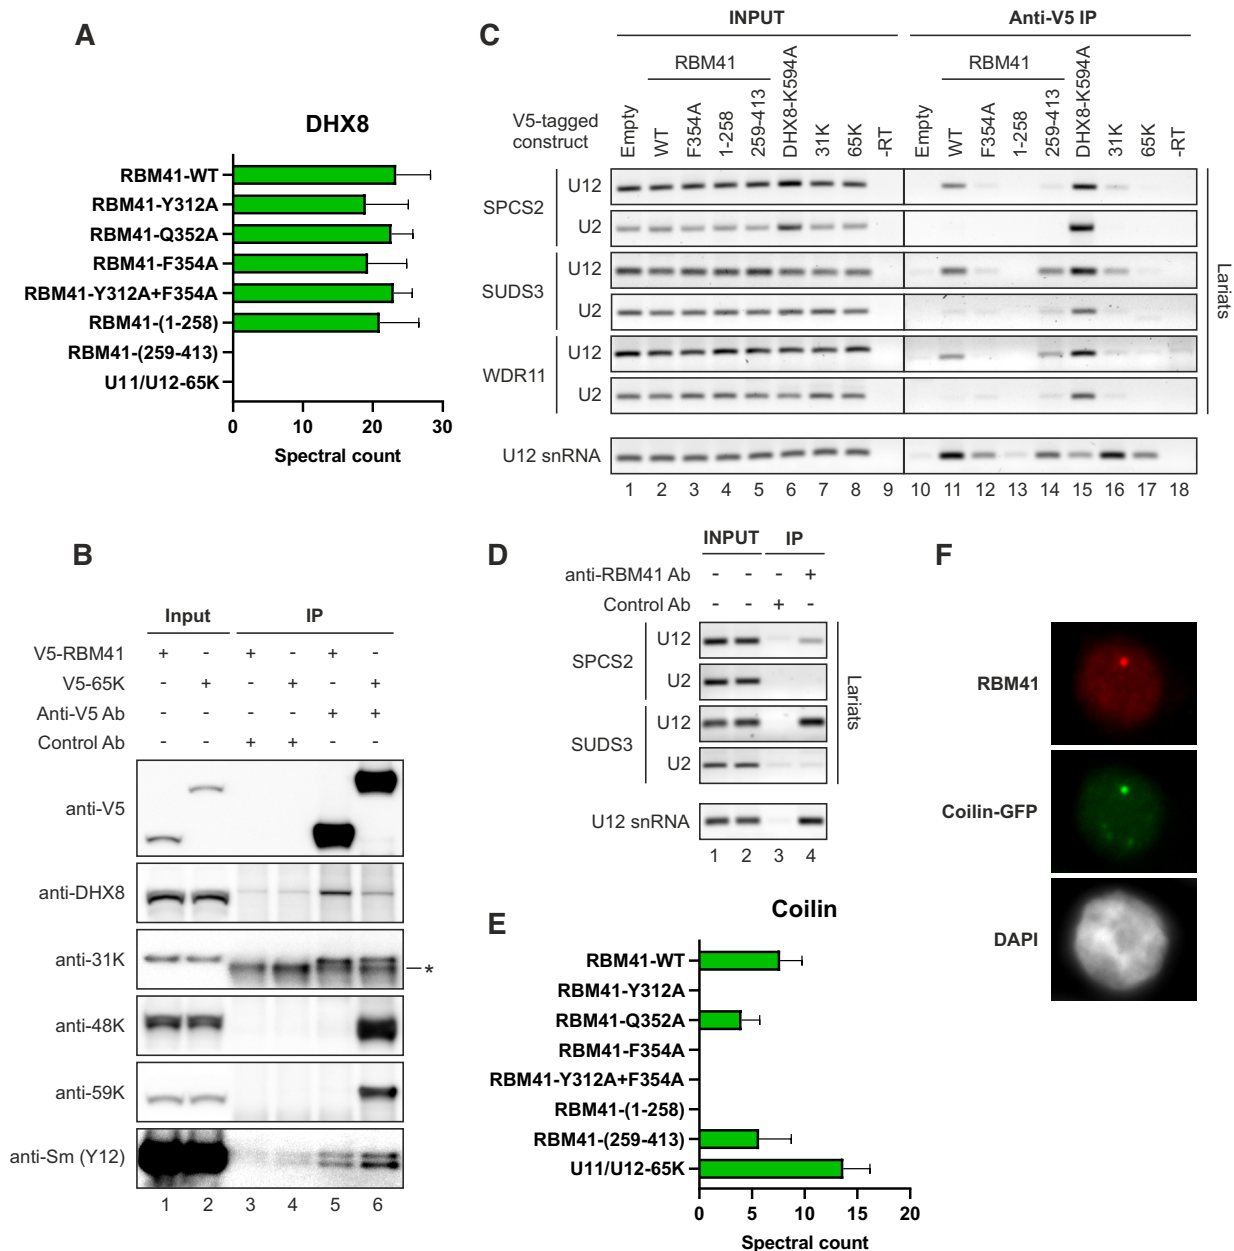 A
DHX8
RBM41-WT
RBM41-Y312A
RBM41-Q352A
RBM41-F354A
RBM41-Y312A+F354A
RBM41-(1-258)
RBM41-(259-413)
U11/U12-65K
0 10 20 30
Spectral count
B
Input IP
V5-RBM41 + - + - + -
V5-65K - + - + - +
Anti-V5 Ab - - - - + +
Control Ab - - + + - -
anti-V5
anti-DHX8
anti-31K
*
anti-48K
anti-59K
anti-Sm (Y12)
1 2 3 4 5 6
C
INPUT Anti-V5 IP
RBM41 RBM41
V5-tagged
construct
Empty WT F354A 1-258 259-413 DHX8-K594A 31K 65K -RT Empty WT F354A 1-258 259-413 DHX8-K594A 31K 65K -RT
SPCS2
U12
U2
SUDS3
U12
U2
WDR11
U12
U2
Lariats
U12 snRNA
1 2 3 4 5 6 7 8 9 10 11 12 13 14 15 16 17 18
D
INPUT IP
anti-RBM41 Ab - - - +
Control Ab - - + -
SPCS2
U12
U2
SUDS3
U12
U2
Lariats
U12 snRNA
1 2 3 4
E
Coilin
RBM41-WT
RBM41-Y312A
RBM41-Q352A
RBM41-F354A
RBM41-Y312A+F354A
RBM41-(1-258)
RBM41-(259-413)
U11/U12-65K
0 5 10 15 20
Spectral count
F
RBM41
Coilin-GFP
DAPI